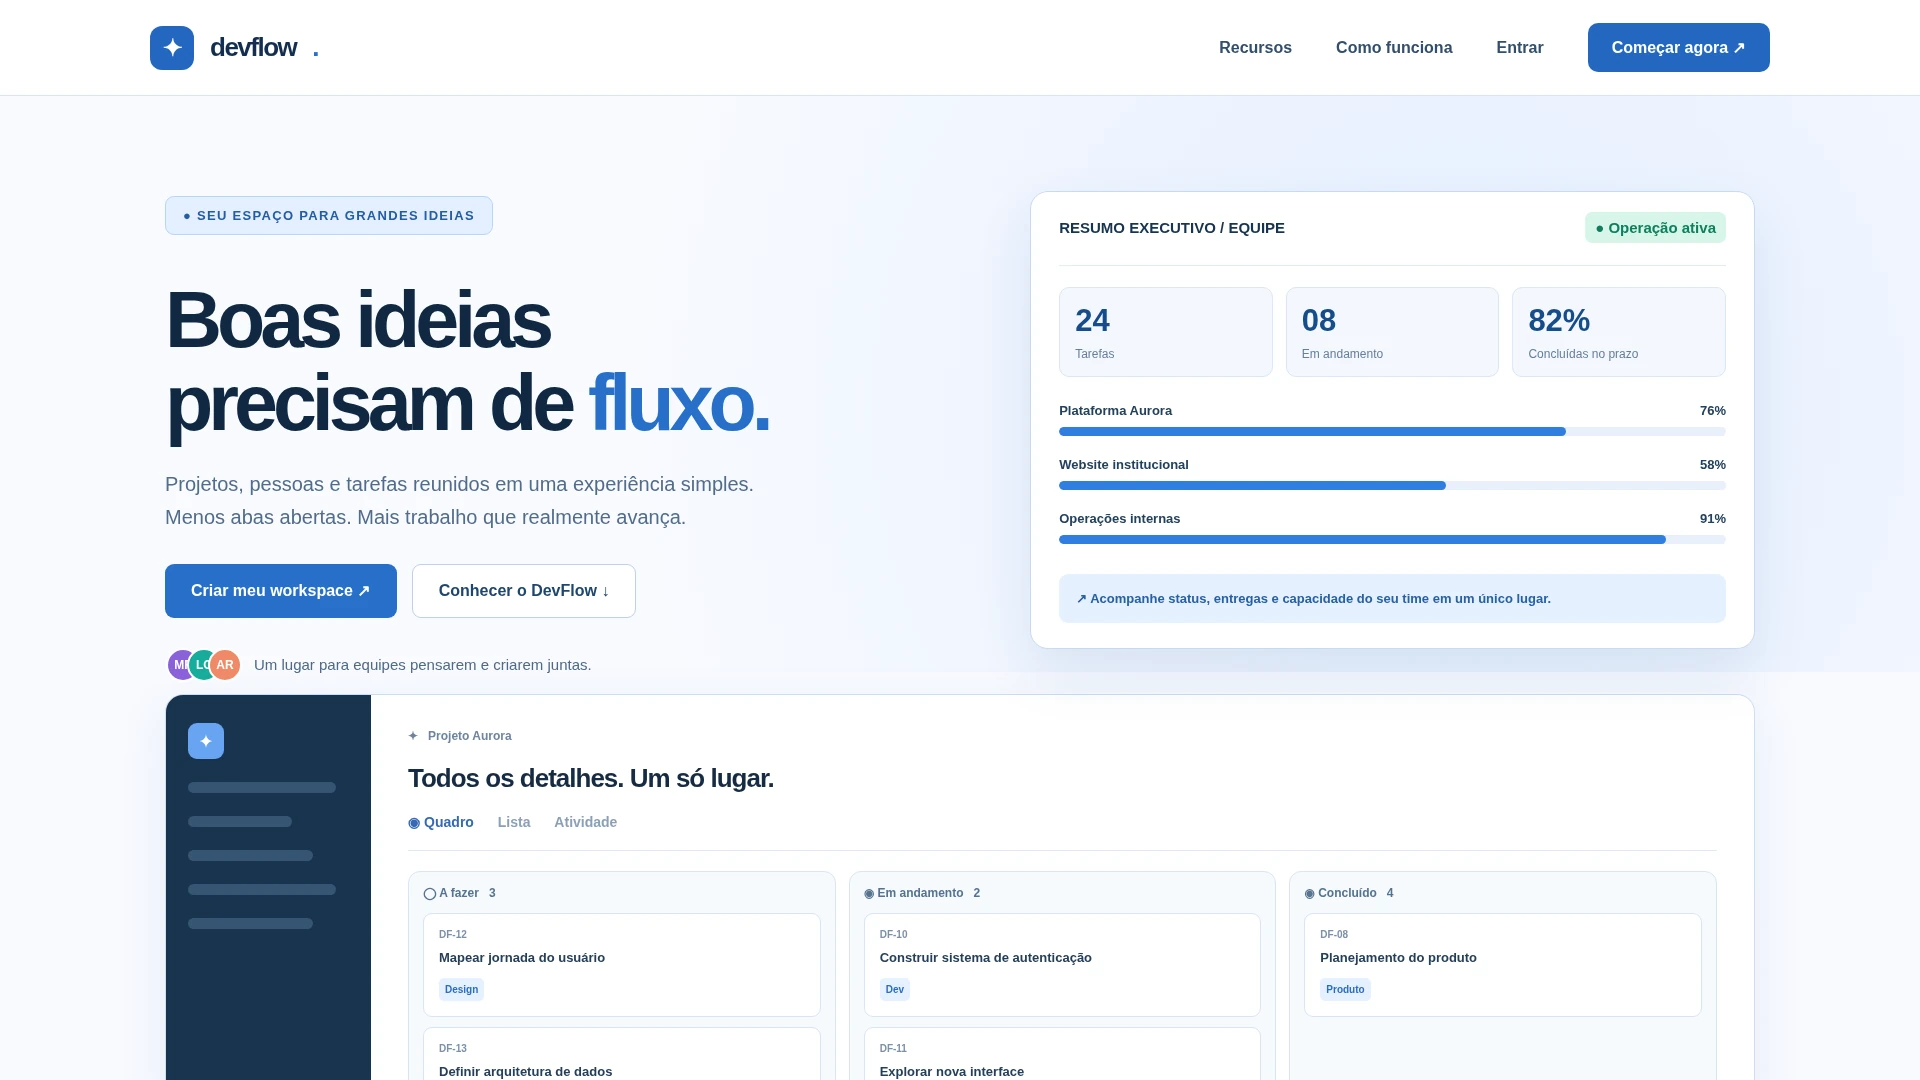 devflow.
Recursos
Como funciona
Entrar
Começar agora ↗
● SEU ESPAÇO PARA GRANDES IDEIAS
Boas ideias
precisam de fluxo.
Projetos, pessoas e tarefas reunidos em uma experiência simples.
Menos abas abertas. Mais trabalho que realmente avança.
Criar meu workspace ↗
Conhecer o DevFlow ↓
AR
Um lugar para equipes pensarem e criarem juntas.
RESUMO EXECUTIVO / EQUIPE
● Operação ativa
24
Tarefas
08
Em andamento
82%
Concluídas no prazo
Plataforma Aurora
76%
Website institucional
58%
Operações internas
91%
↗ Acompanhe status, entregas e capacidade do seu time em um único lugar.
✦ Projeto Aurora
Todos os detalhes. Um só lugar.
◉ Quadro
Lista
Atividade
◯ A fazer 3
DF-12
Mapear jornada do usuário
Design
DF-13
Definir arquitetura de dados
◉ Em andamento 2
DF-10
Construir sistema de autenticação
Dev
DF-11
Explorar nova interface
◉ Concluído 4
DF-08
Planejamento do produto
Produto